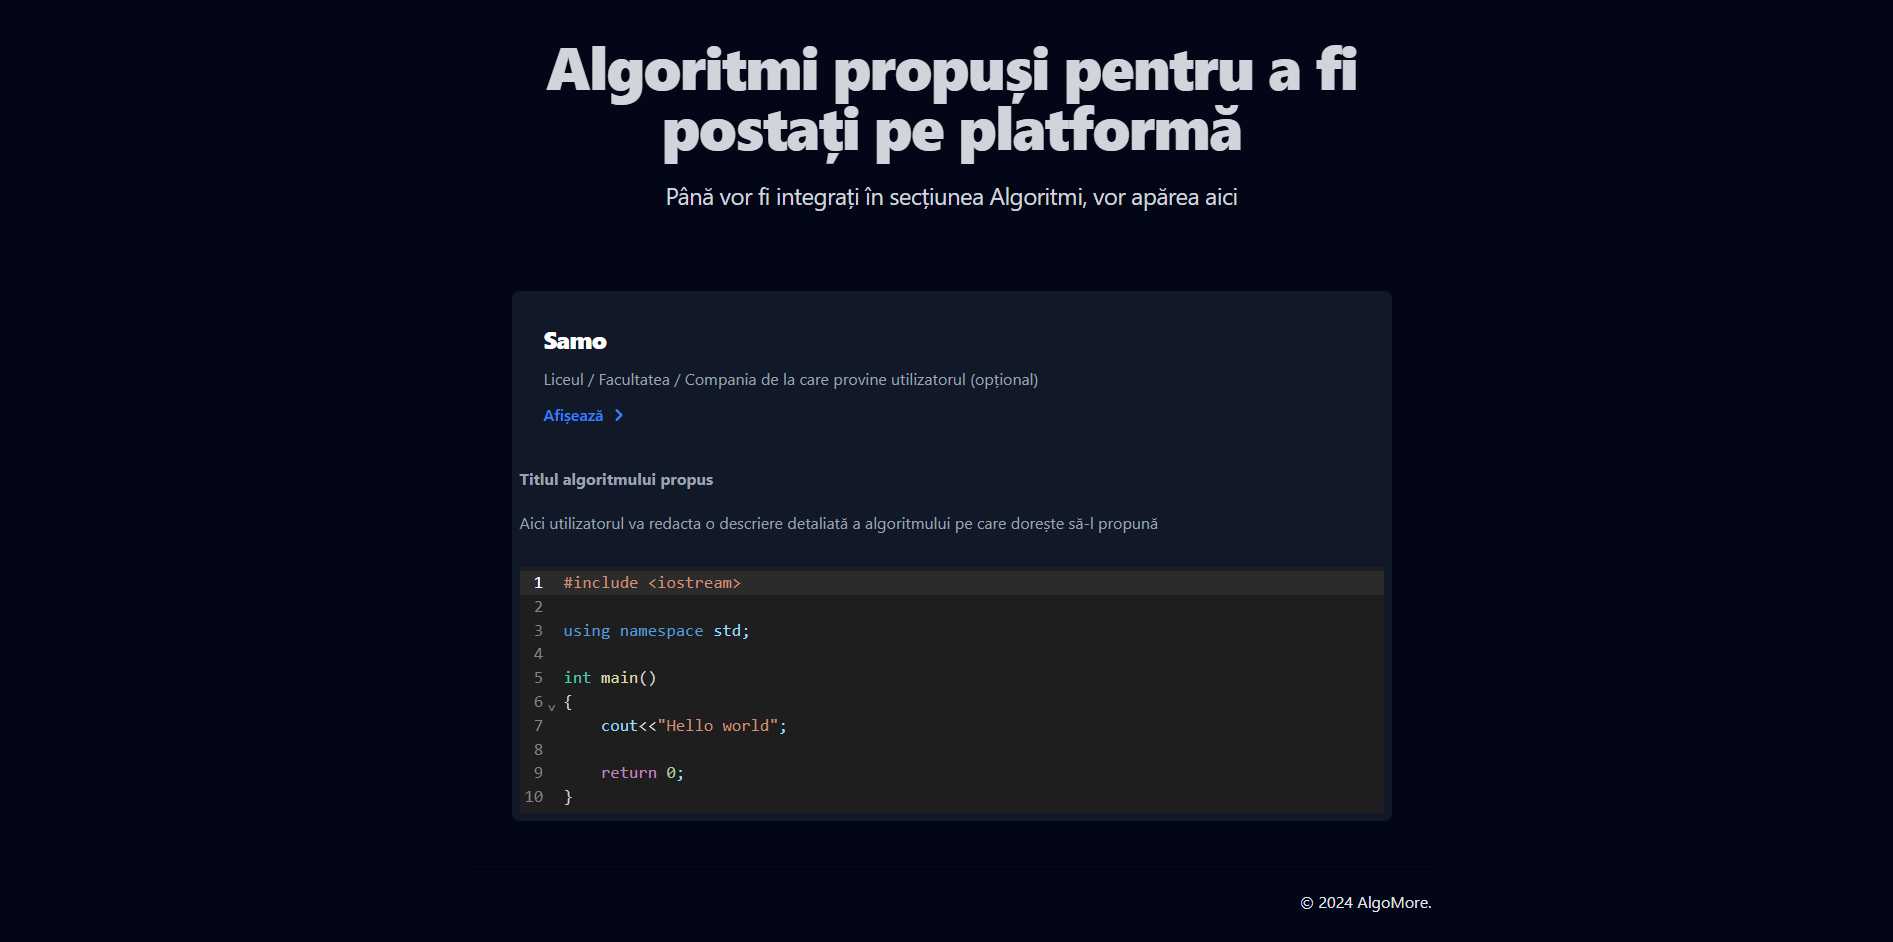 Algoritmi propuși pentru a fi
postați pe platformă
Până vor fi integrați în secțiunea Algoritmi, vor apărea aici
Samo
Liceul / Facultatea / Compania de la care provine utilizatorul (opțional)
Afișează
Titlul algoritmului propus
Aici utilizatorul va redacta o descriere detaliată a algoritmului pe care dorește să-l propună
1 #include <iostream>
2
3 using namespace std;
4
5 int main()
6 {
7     cout<<"Hello world";
8
9     return 0;
10 }
© 2024 AlgoMore.